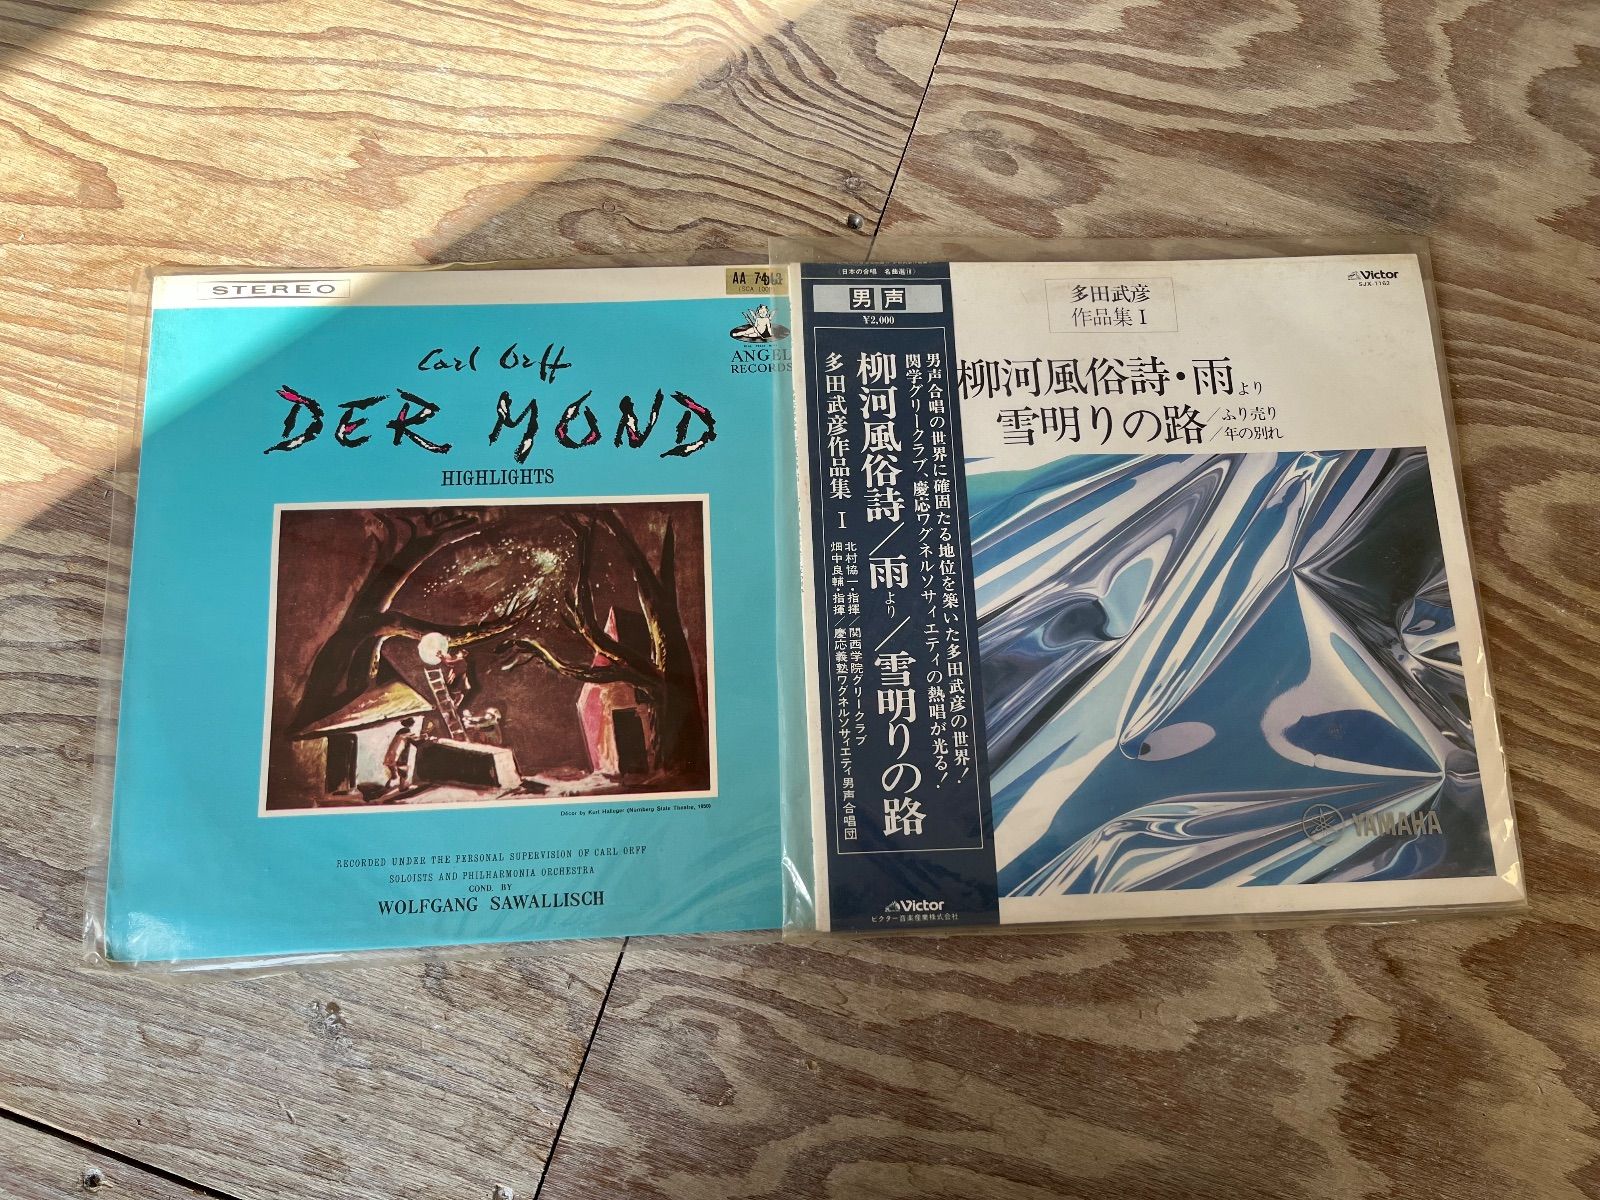 STEREO
ANGEL
RECORDS
Carl Orff
DER MOND
HIGHLIGHTS
Décor by Kurt Hallegger (Nurnberg State Theatre, 1950)
RECORDED UNDER THE PERSONAL SUPERVISION OF CARL ORFF
SOLOISTS AND PHILHARMONIA ORCHESTRA
COND. BY
WOLFGANG SAWALLISCH
男声
¥2,000
男声合唱の世界に確固たる地位を築いた多田武彦の世界!
関学グリークラブ、慶応ワグネルソサィエティの熱唱が光る!
柳河風俗詩/雨より/雪明りの路
多田武彦作品集 I
北村協一・指揮/関西学院グリークラブ
畑中良輔・指揮/慶応義塾ワグネルソサィエティ男声合唱団
Victor
ビクター音楽産業株式会社
Victor
SJX-1162
多田武彦
作品集 I
柳河風俗詩・雨より
雪明りの路/ふり売り
/年の別れ
YAMAHA